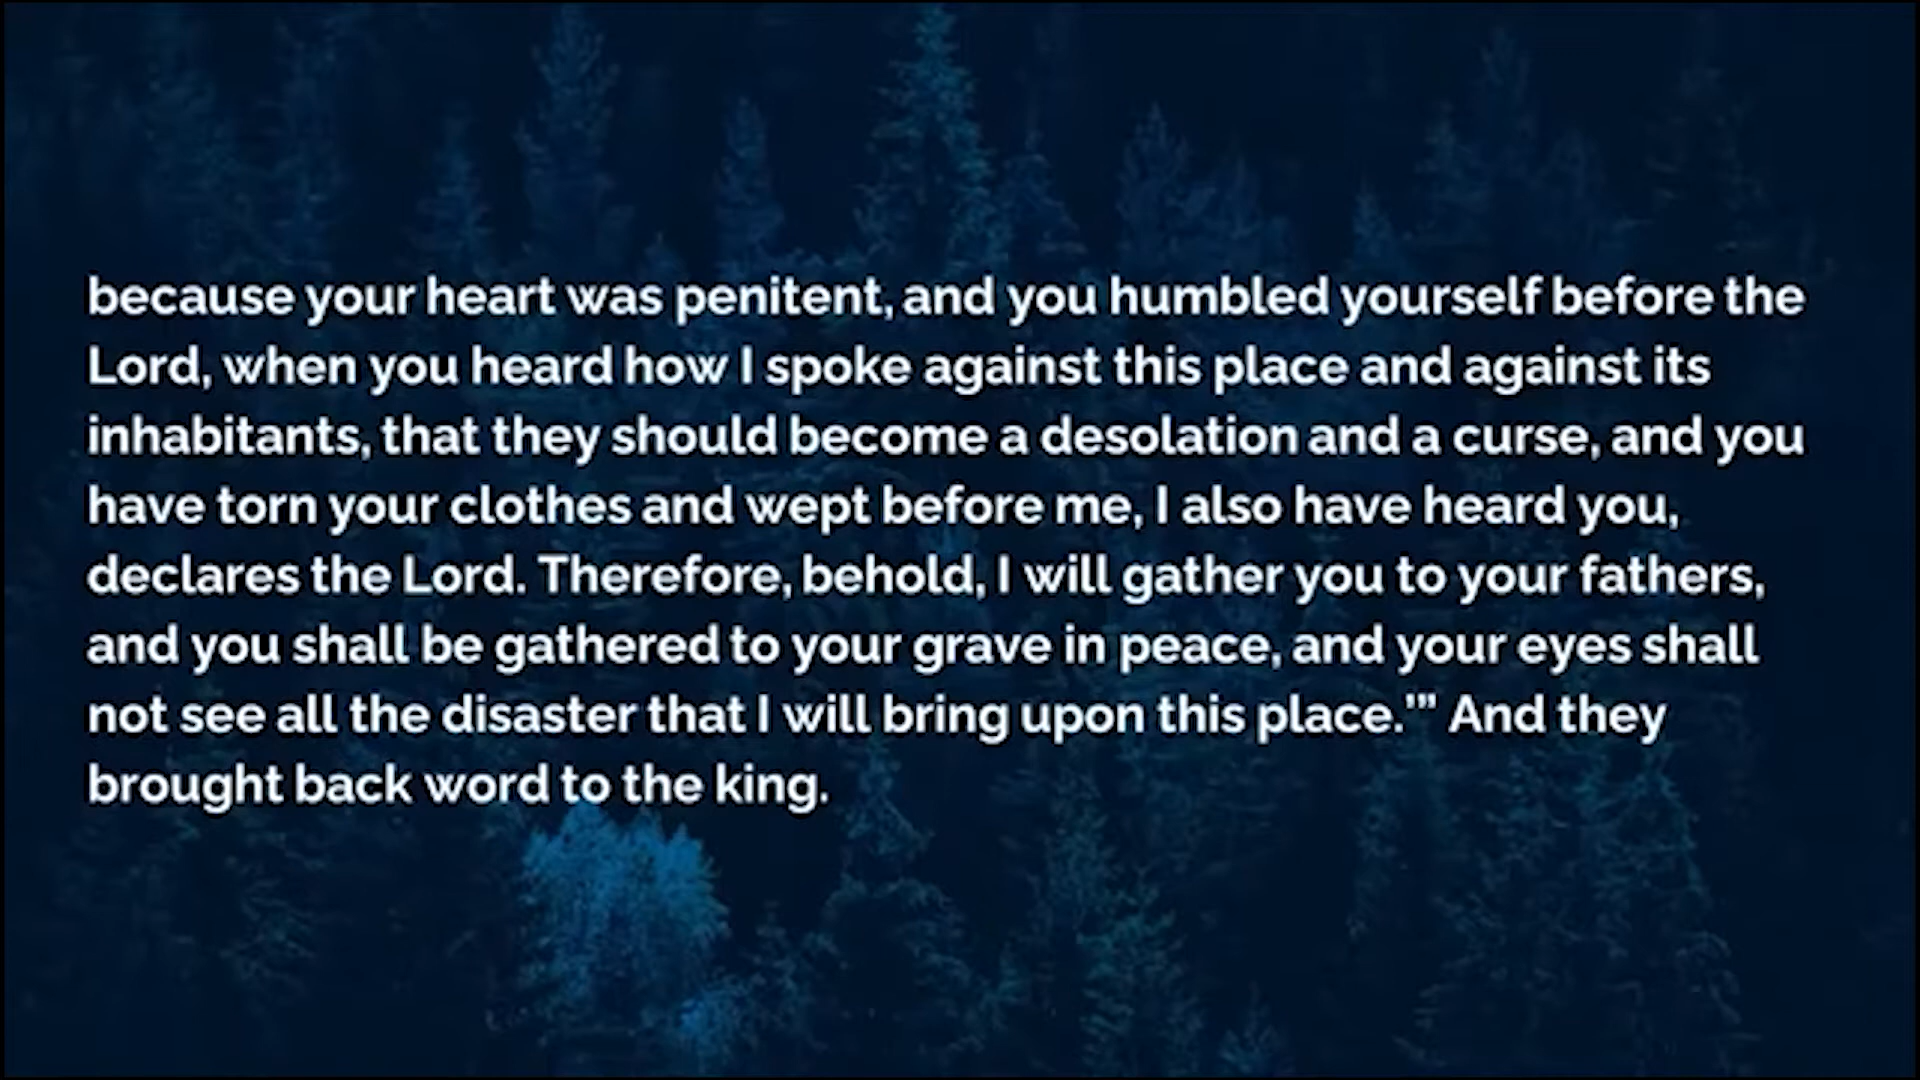 because your heart was penitent, and you humbled yourself before the
Lord, when you heard how I spoke against this place and against its
inhabitants, that they should become a desolation and a curse, and you
have torn your clothes and wept before me, I also have heard you,
declares the Lord. Therefore, behold, I will gather you to your fathers,
and you shall be gathered to your grave in peace, and your eyes shall
not see all the disaster that I will bring upon this place.’” And they
brought back word to the king.